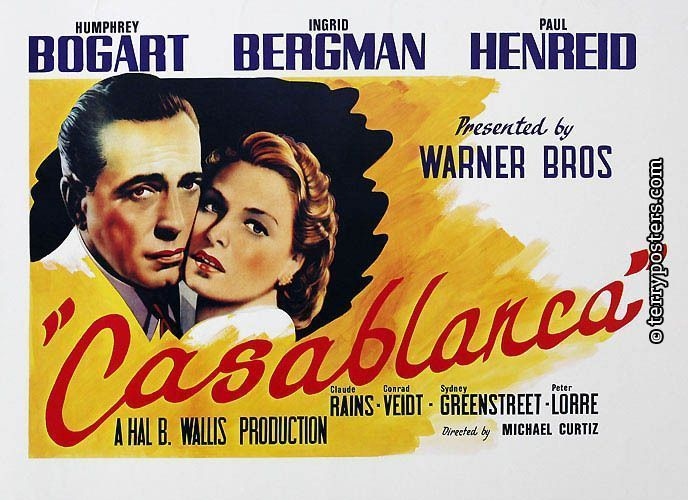 HUMPHREY BOGART
INGRID BERGMAN
PAUL HENREID
Presented by
WARNER BROS
"Casablanca"
Claude RAINS - Conrad VEIDT - Sydney GREENSTREET - Peter LORRE
A HAL B. WALLIS PRODUCTION
Directed by MICHAEL CURTIZ
© terryposters.com